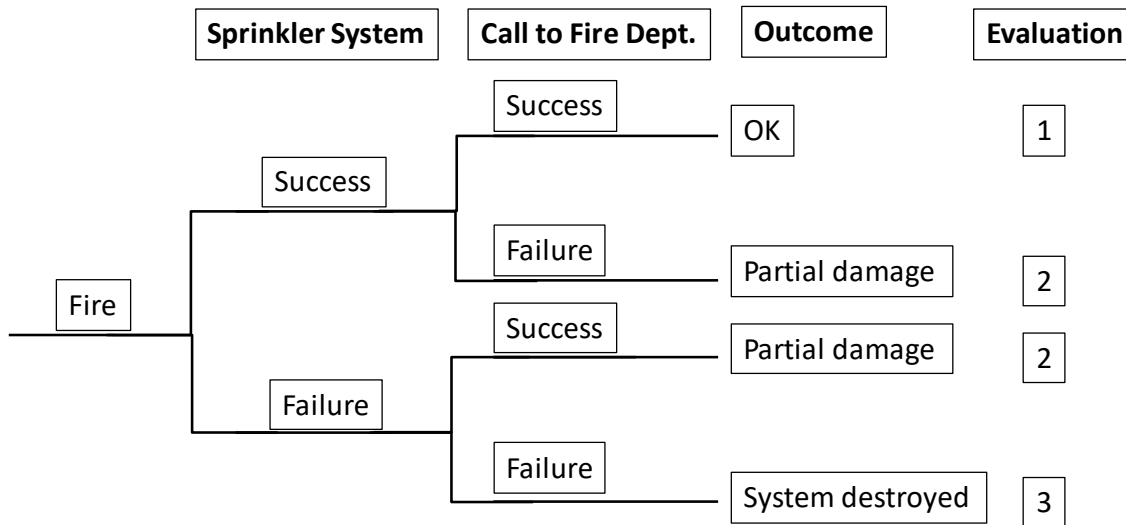 Sprinkler System Call to Fire Dept. Outcome Evaluation
Success
OK 1
Success
Failure
Partial damage 2
Fire
Success
Partial damage 2
Failure
Failure
System destroyed 3